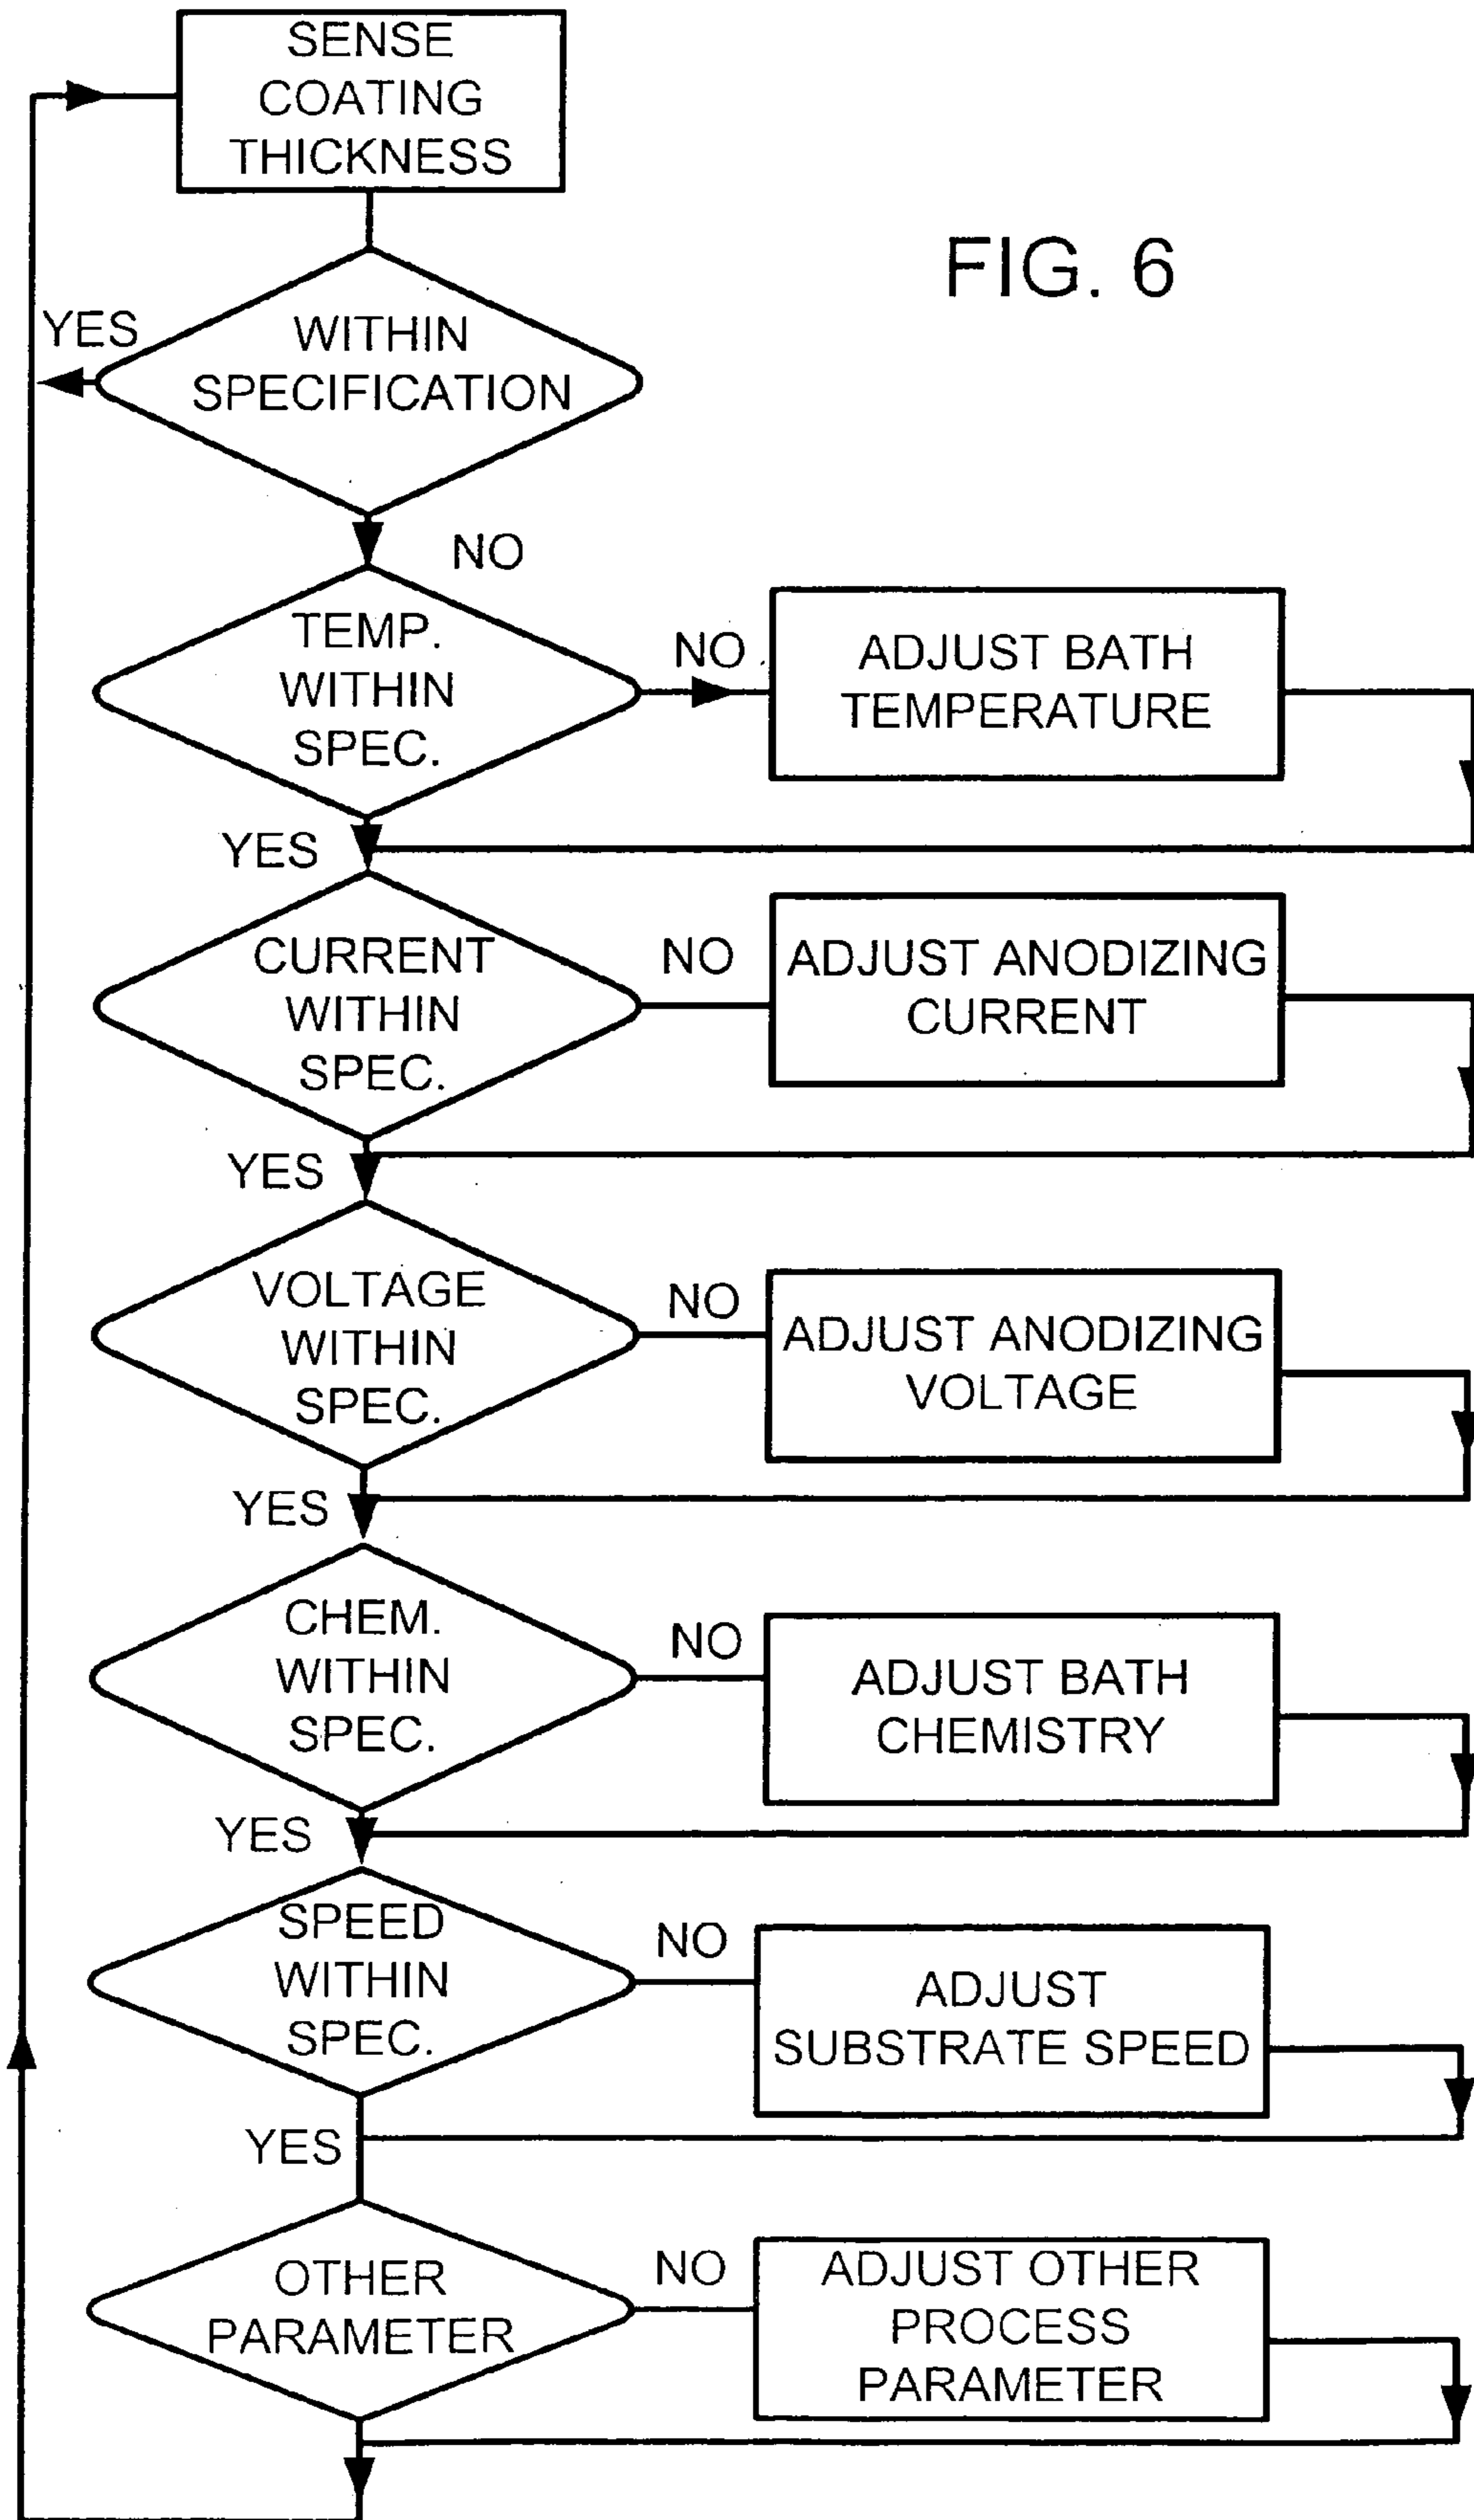 SENSE
COATING
THICKNESS
FIG. 6
YES
WITHIN
SPECIFICATION
NO
TEMP.
WITHIN
SPEC.
NO
ADJUST BATH
TEMPERATURE
YES
CURRENT
WITHIN
SPEC.
NO
ADJUST ANODIZING
CURRENT
YES
VOLTAGE
WITHIN
SPEC.
NO
ADJUST ANODIZING
VOLTAGE
YES
CHEM.
WITHIN
SPEC.
NO
ADJUST BATH
CHEMISTRY
YES
SPEED
WITHIN
SPEC.
NO
ADJUST
SUBSTRATE SPEED
YES
OTHER
PARAMETER
NO
ADJUST OTHER
PROCESS
PARAMETER